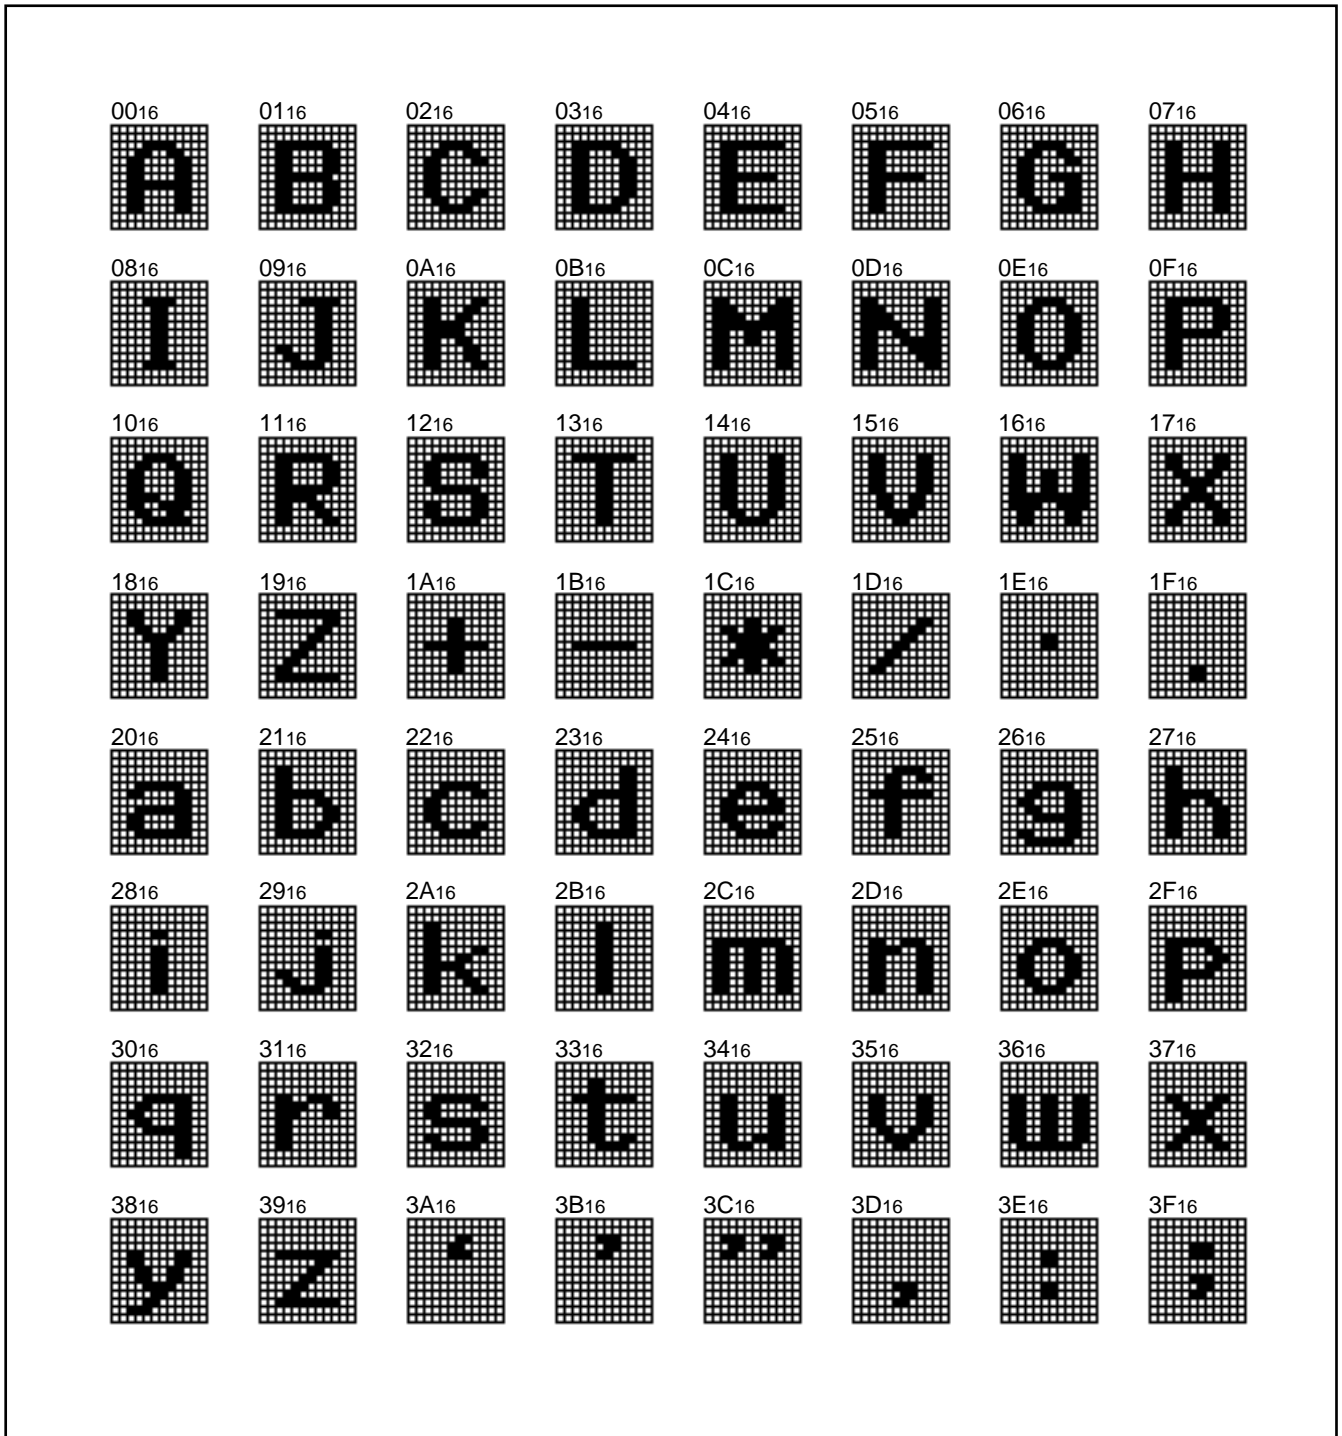 00₁₆ 01₁₆ 02₁₆ 03₁₆ 04₁₆ 05₁₆ 06₁₆ 07₁₆
A B C D E F G H
08₁₆ 09₁₆ 0A₁₆ 0B₁₆ 0C₁₆ 0D₁₆ 0E₁₆ 0F₁₆
I J K L M N O P
10₁₆ 11₁₆ 12₁₆ 13₁₆ 14₁₆ 15₁₆ 16₁₆ 17₁₆
Q R S T U V W X
18₁₆ 19₁₆ 1A₁₆ 1B₁₆ 1C₁₆ 1D₁₆ 1E₁₆ 1F₁₆
Y Z + − * / · .
20₁₆ 21₁₆ 22₁₆ 23₁₆ 24₁₆ 25₁₆ 26₁₆ 27₁₆
a b c d e f g h
28₁₆ 29₁₆ 2A₁₆ 2B₁₆ 2C₁₆ 2D₁₆ 2E₁₆ 2F₁₆
i j k l m n o p
30₁₆ 31₁₆ 32₁₆ 33₁₆ 34₁₆ 35₁₆ 36₁₆ 37₁₆
q r s t u v w x
38₁₆ 39₁₆ 3A₁₆ 3B₁₆ 3C₁₆ 3D₁₆ 3E₁₆ 3F₁₆
y z ‘ ’ ” , : ;